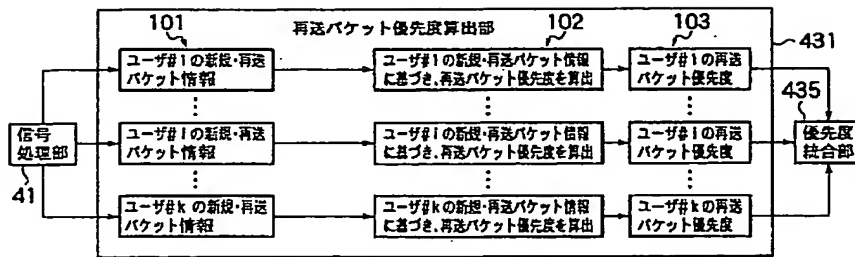 再送パケット優先度算出部
101
102
103
431
ユーザ#1の新規・再送
パケット情報
ユーザ#1の新規・再送パケット情報
に基づき、再送パケット優先度を算出
ユーザ#1の再送
パケット優先度
435
信号
処理部
41
ユーザ#iの新規・再送
パケット情報
ユーザ#iの新規・再送パケット情報
に基づき、再送パケット優先度を算出
ユーザ#iの再送
パケット優先度
優先度
統合部
ユーザ#kの新規・再送
パケット情報
ユーザ#kの新規・再送パケット情報
に基づき、再送パケット優先度を算出
ユーザ#kの再送
パケット優先度